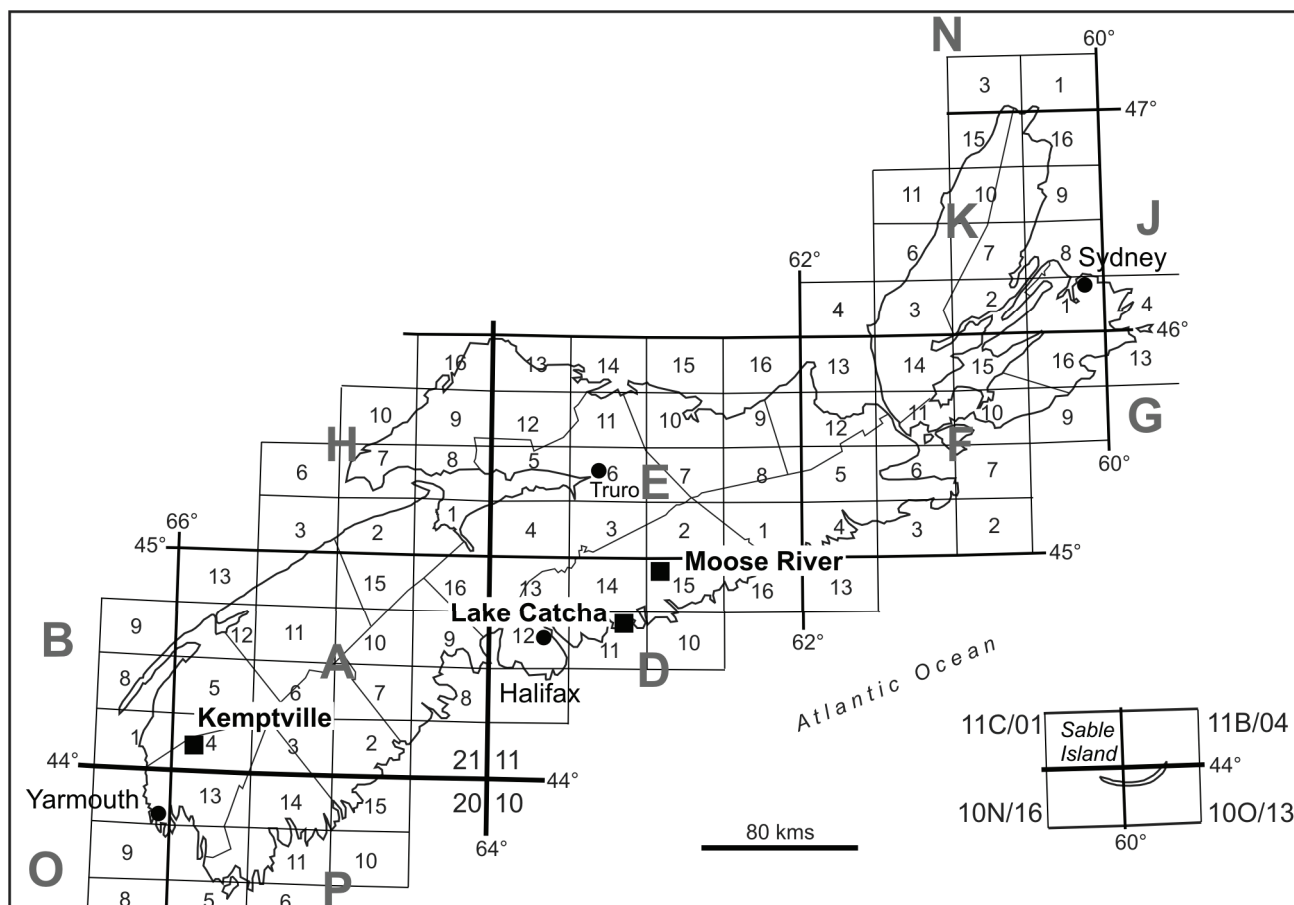 N
60°
3 1
47°
15 16
11 10 9
K
J
6 7 8
Sydney
62°
4 3 2 1 4
46°
16 13 14 15 16 13 14 15 16 13
10 9 12 11 10 9 12 11 10 9
G
H
F
6 7 8 5 6 7 8 5 6 7
60°
Truro
E
3 2 1 4 3 2 1 4 3 2
66°
45°
45°
13 15 16 13 14 15 16 13
Moose River
Lake Catcha
9 12 11 10 9 12 11 10
B
A
D
62°
8 5 6 7 8
Halifax
Atlantic Ocean
Kemptville
1 4 3 2
21 11
44°
44°
20 10
Yarmouth
13 14 15
64°
9 11 10
O
P
8 5 6
80 kms
11C/01
Sable
Island
11B/04
44°
10N/16
10O/13
60°